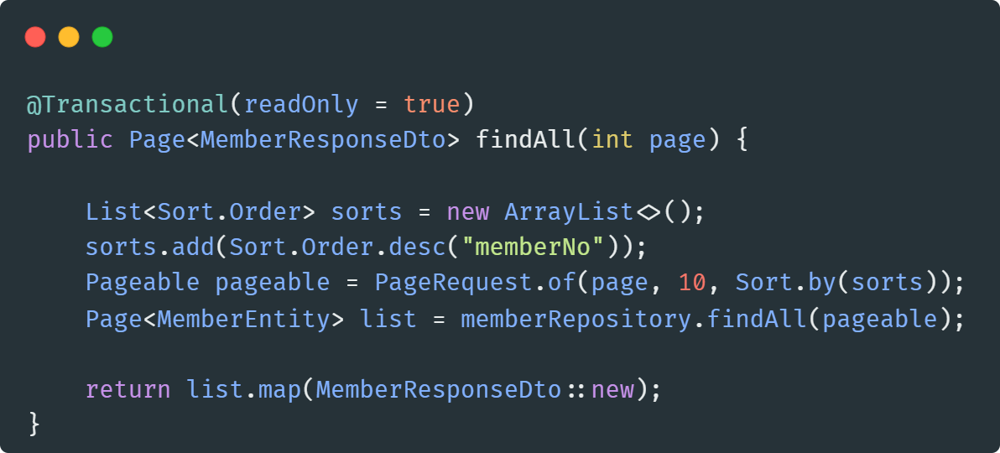 @Transactional(readOnly = true)
public Page<MemberResponseDto> findAll(int page) {
List<Sort.Order> sorts = new ArrayList<>();
sorts.add(Sort.Order.desc("memberNo"));
Pageable pageable = PageRequest.of(page, 10, Sort.by(sorts));
Page<MemberEntity> list = memberRepository.findAll(pageable);
return list.map(MemberResponseDto::new);
}